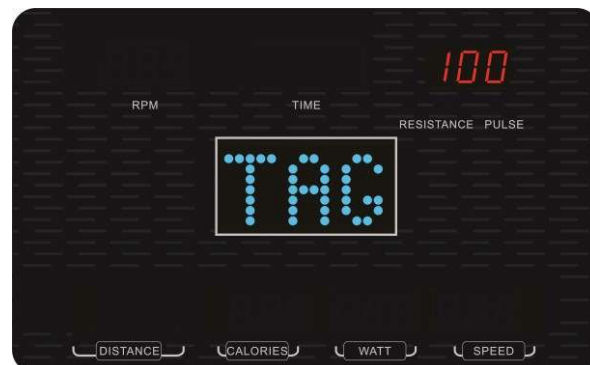 100
RPM TIME
RESISTANCE PULSE
TAG
DISTANCE CALORIES WATT SPEED